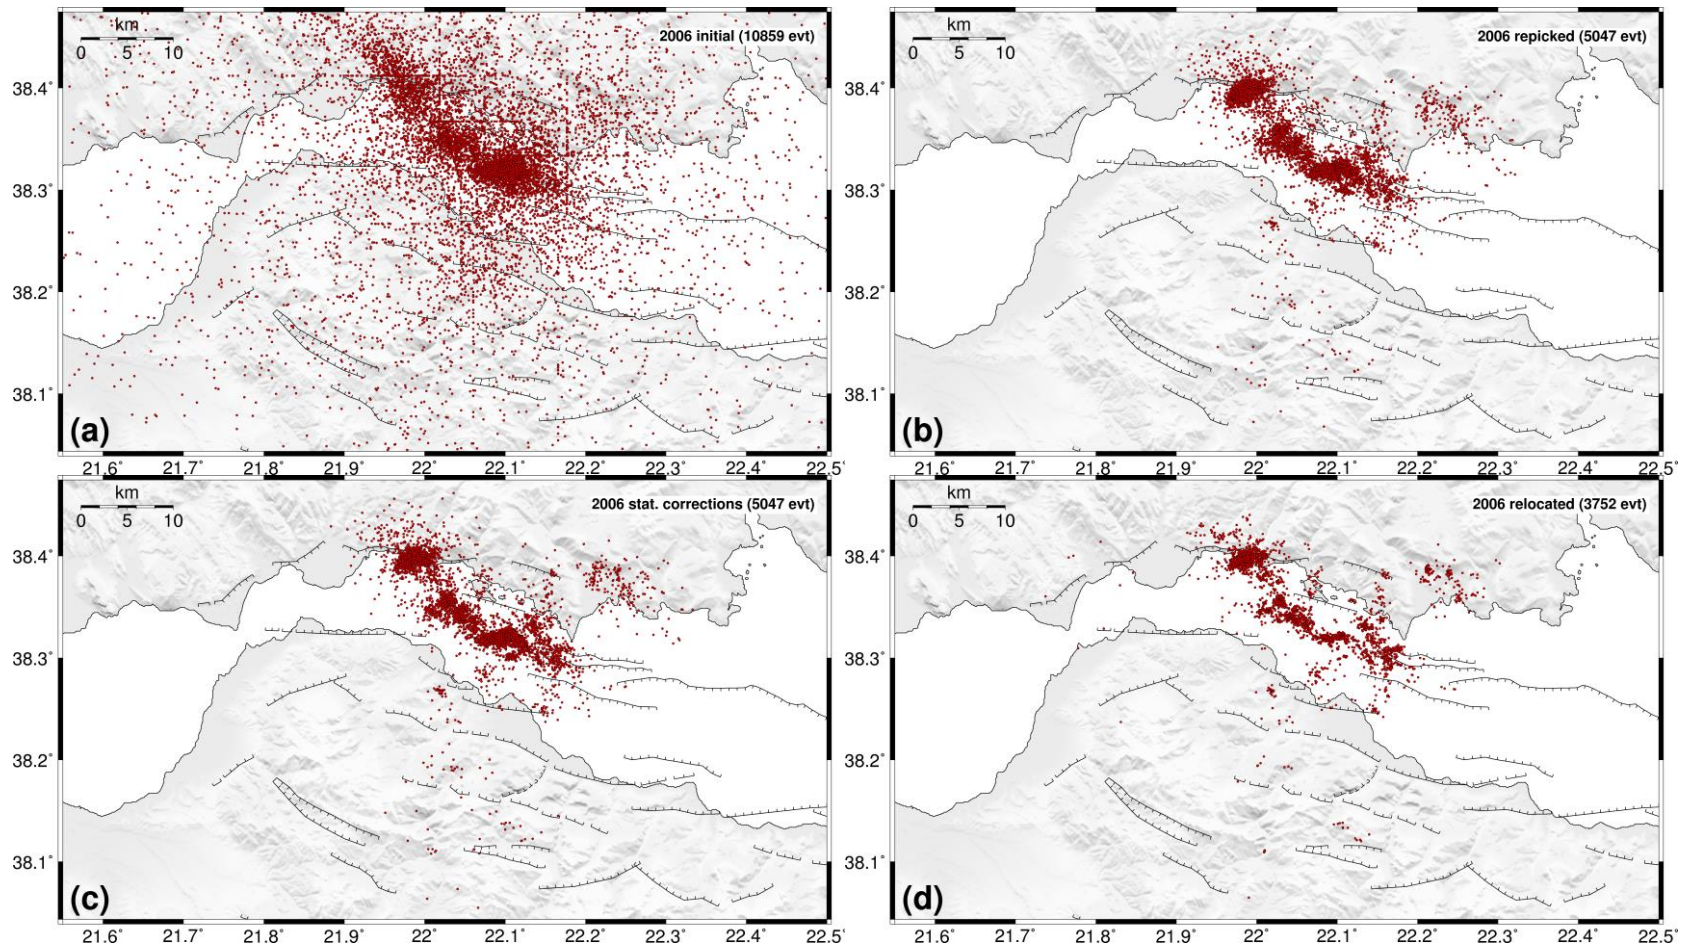 km
0 5 10
2006 initial (10859 evt)
38.4˚
38.3˚
38.2˚
38.1˚
(a)
21.6˚ 21.7˚ 21.8˚ 21.9˚ 22˚ 22.1˚ 22.2˚ 22.3˚ 22.4˚ 22.5˚
km
0 5 10
2006 repicked (5047 evt)
38.4˚
38.3˚
38.2˚
38.1˚
(b)
21.6˚ 21.7˚ 21.8˚ 21.9˚ 22˚ 22.1˚ 22.2˚ 22.3˚ 22.4˚ 22.5˚
km
0 5 10
2006 stat. corrections (5047 evt)
38.4˚
38.3˚
38.2˚
38.1˚
(c)
21.6˚ 21.7˚ 21.8˚ 21.9˚ 22˚ 22.1˚ 22.2˚ 22.3˚ 22.4˚ 22.5˚
km
0 5 10
2006 relocated (3752 evt)
38.4˚
38.3˚
38.2˚
38.1˚
(d)
21.6˚ 21.7˚ 21.8˚ 21.9˚ 22˚ 22.1˚ 22.2˚ 22.3˚ 22.4˚ 22.5˚